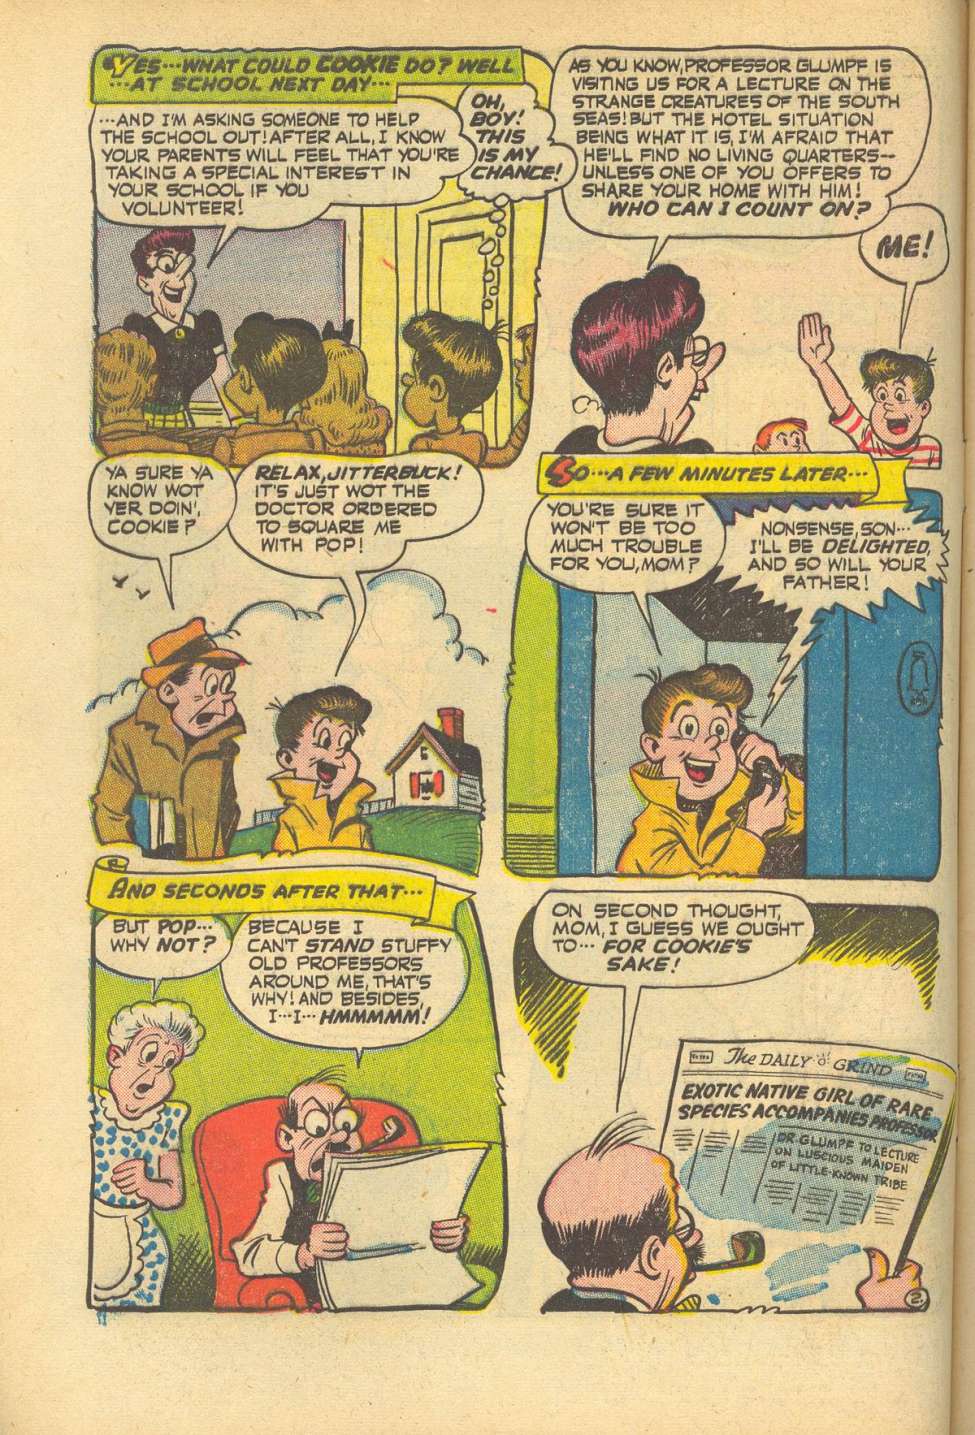 YES...WHAT COULD COOKIE DO? WELL
...AT SCHOOL NEXT DAY...
...AND I'M ASKING SOMEONE TO HELP
THE SCHOOL OUT! AFTER ALL, I KNOW
YOUR PARENTS WILL FEEL THAT YOU'RE
TAKING A SPECIAL INTEREST IN
YOUR SCHOOL IF YOU
VOLUNTEER!
OH,
BOY!
THIS
IS MY
CHANCE!
AS YOU KNOW, PROFESSOR GLUMPF IS
VISITING US FOR A LECTURE ON THE
STRANGE CREATURES OF THE SOUTH
SEAS! BUT THE HOTEL SITUATION
BEING WHAT IT IS, I'M AFRAID THAT
HE'LL FIND NO LIVING QUARTERS--
UNLESS ONE OF YOU OFFERS TO
SHARE YOUR HOME WITH HIM!
WHO CAN I COUNT ON?
ME!
YA SURE YA
KNOW WOT
YER DOIN',
COOKIE?
RELAX, JITTERBUCK!
IT'S JUST WOT THE
DOCTOR ORDERED
TO SQUARE ME
WITH POP!
SO...A FEW MINUTES LATER...
YOU'RE SURE IT
WON'T BE TOO
MUCH TROUBLE
FOR YOU, MOM?
NONSENSE, SON...
I'LL BE DELIGHTED,
AND SO WILL YOUR
FATHER!
AND SECONDS AFTER THAT...
BUT POP...
WHY NOT?
BECAUSE I
CAN'T STAND STUFFY
OLD PROFESSORS
AROUND ME, THAT'S
WHY! AND BESIDES,
I...I... HMMMMM!
ON SECOND THOUGHT,
MOM, I GUESS WE OUGHT
TO... FOR COOKIE'S
SAKE!
The DAILY GRIND
EXOTIC NATIVE GIRL OF RARE
SPECIES ACCOMPANIES PROFESSOR
DR GLUMPF TO LECTURE
ON LUSCIOUS MAIDEN
OF LITTLE-KNOWN TRIBE
2.